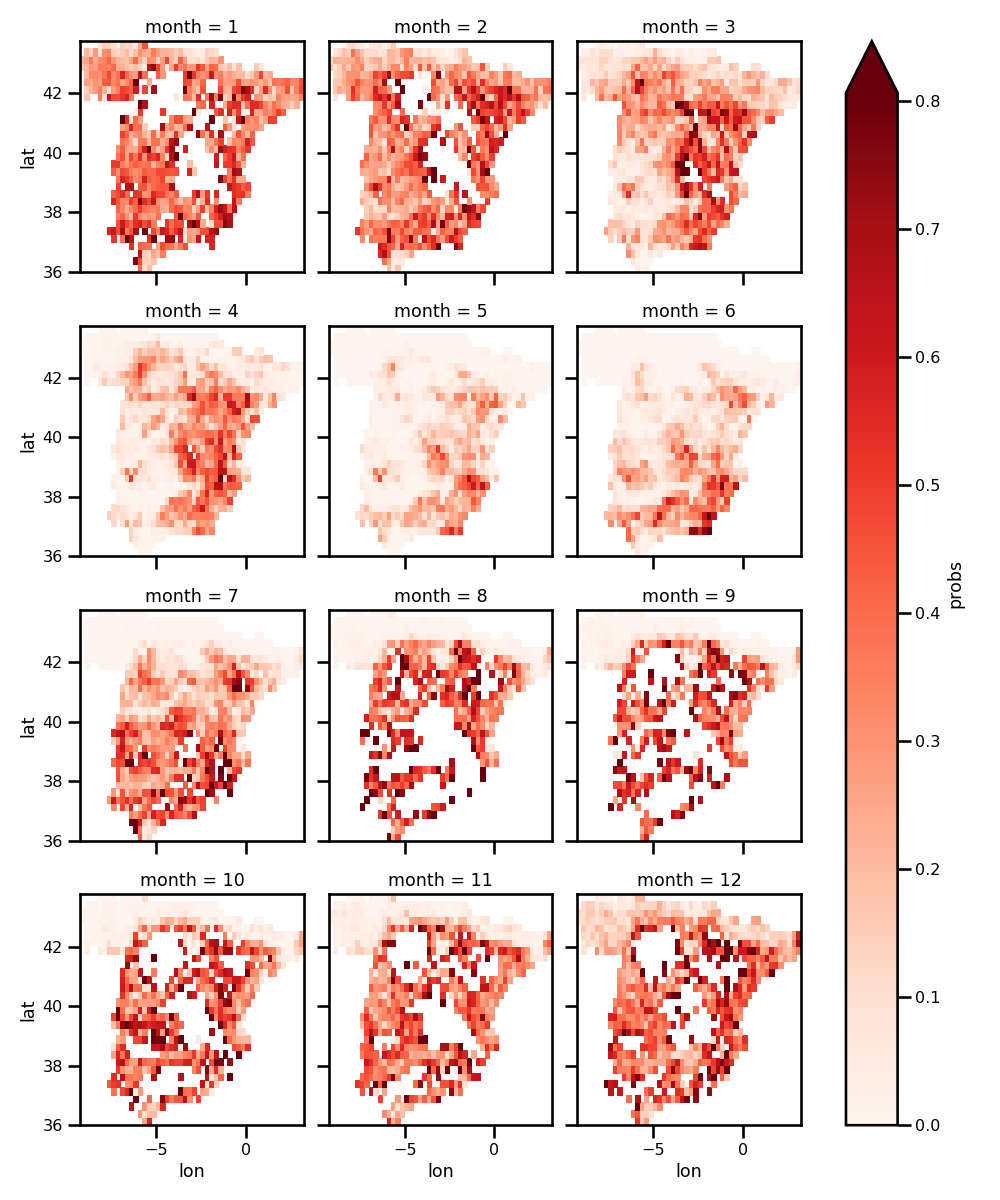 month = 1
month = 2
month = 3
lat
42
40
38
36
month = 4
month = 5
month = 6
lat
42
40
38
36
month = 7
month = 8
month = 9
lat
42
40
38
36
month = 10
month = 11
month = 12
lat
42
40
38
36
−5
0
−5
0
−5
0
lon
lon
lon
0.8
0.7
0.6
0.5
0.4
0.3
0.2
0.1
0.0
probs